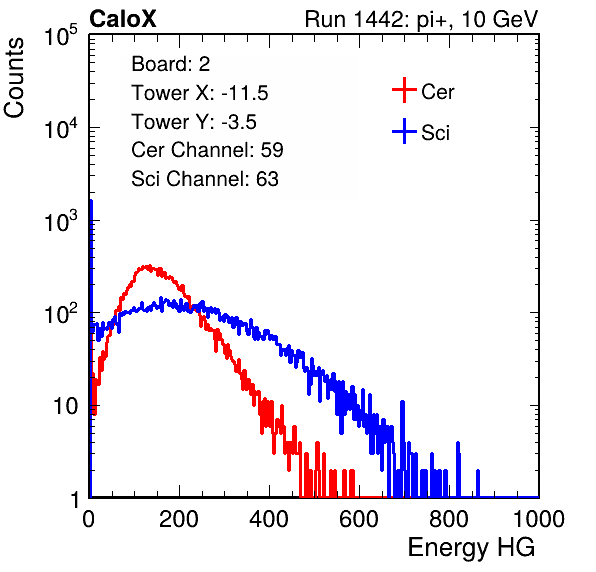 CaloX Run 1442: pi+, 10 GeV
Counts
Board: 2
Tower X: -11.5
Tower Y: -3.5
Cer Channel: 59
Sci Channel: 63
Cer
Sci
10^5
10^4
10^3
10^2
10
1
0 200 400 600 800 1000
Energy HG